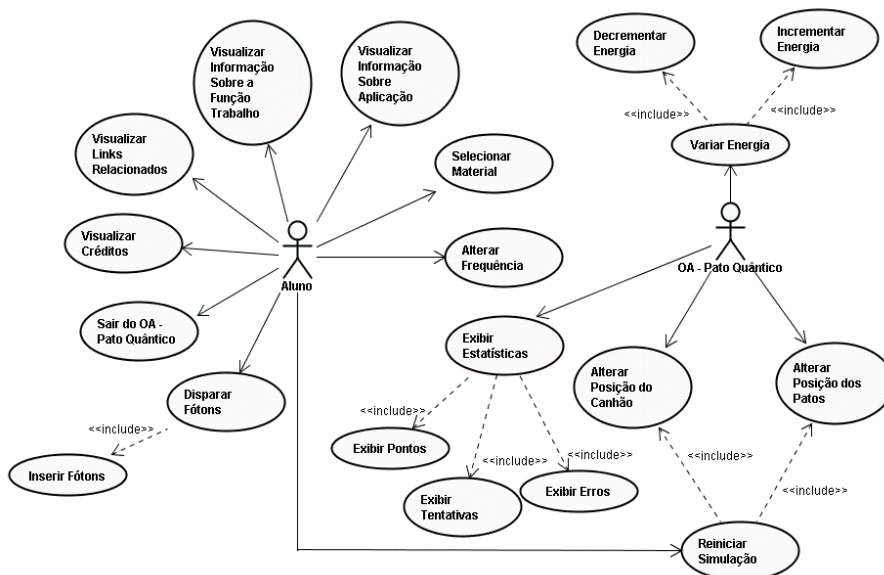 Visualizar
Informação
Sobre a
Função
Trabalho
Visualizar
Informação
Sobre
Aplicação
Decrementar
Energia
Incrementar
Energia
<<include>>
<<include>>
Visualizar
Links
Relacionados
Selecionar
Material
Variar Energia
Visualizar
Créditos
Aluno
Alterar
Frequência
OA - Pato Quântico
Sair do OA -
Pato Quântico
Exibir
Estatísticas
Alterar
Posição do
Canhão
Alterar
Posição dos
Patos
Disparar
Fótons
<<include>>
<<include>>
Inserir Fótons
Exibir Pontos
<<include>>
<<include>>
Exibir
Tentativas
Exibir Erros
<<include>>
<<include>>
Reiniciar
Simulação